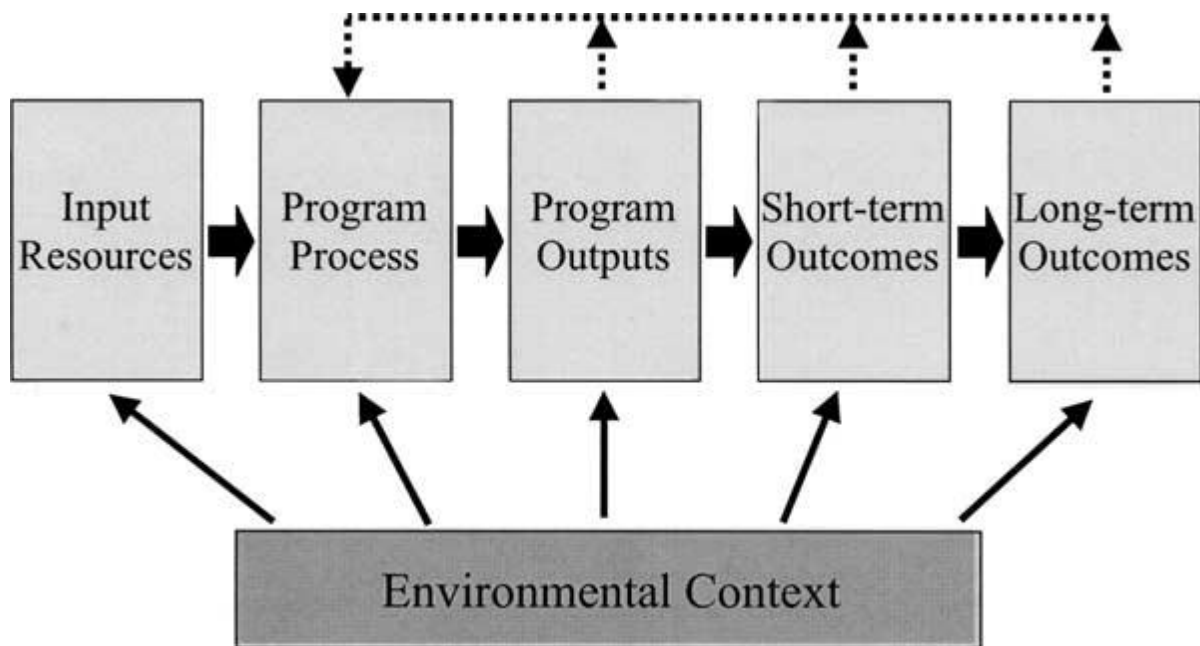 Input
Resources
Program
Process
Program
Outputs
Short-term
Outcomes
Long-term
Outcomes
Environmental Context